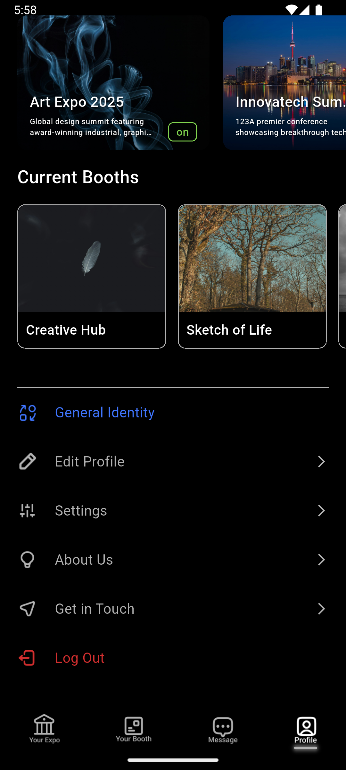 5:58
Art Expo 2025
Global design summit featuring
award-winning industrial, graphi...
on
Innovatech Sum.
123A premier conference
showcasing breakthrough tech
Current Booths
Creative Hub
Sketch of Life
General Identity
Edit Profile
Settings
About Us
Get in Touch
Log Out
Your Expo
Your Booth
Message
Profile